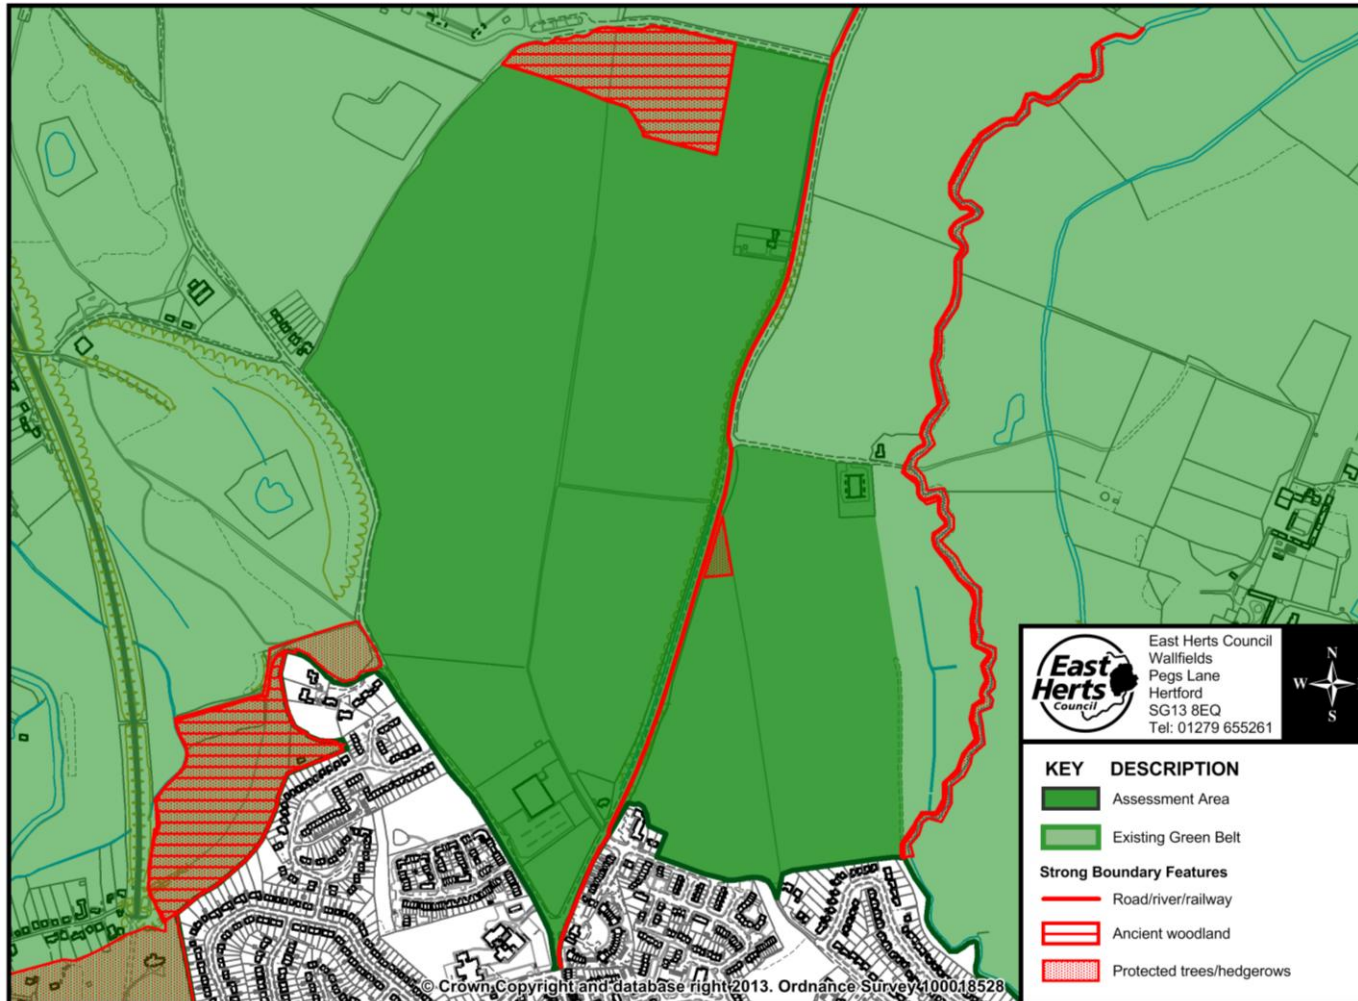 East Herts Council
East Herts Council
Wallfields
Pegs Lane
Hertford
SG13 8EQ
Tel: 01279 655261
N
W
S
KEY DESCRIPTION
Assessment Area
Existing Green Belt
Strong Boundary Features
Road/river/railway
Ancient woodland
Protected trees/hedgerows
© Crown Copyright and database right 2013. Ordnance Survey 100018528